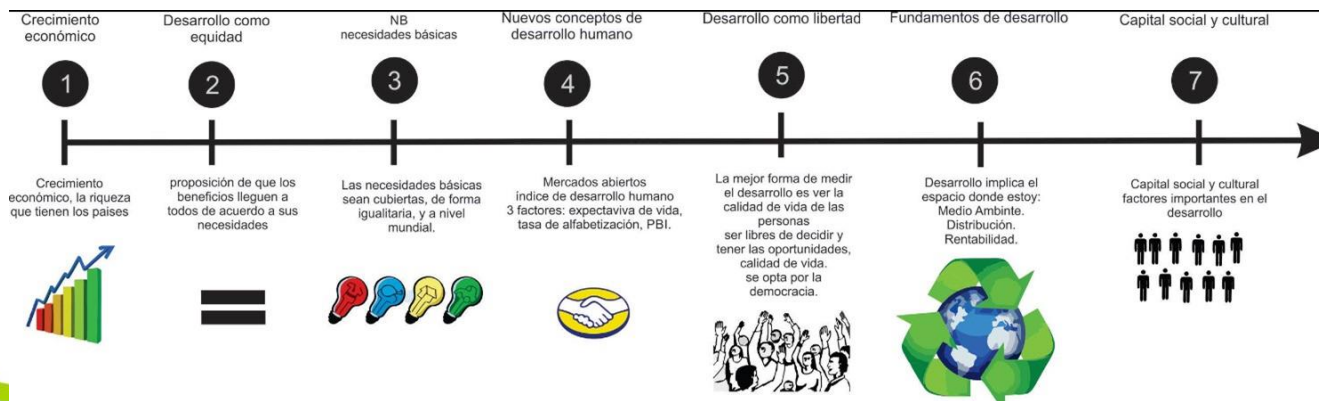 Crecimiento
económico
1
Crecimiento
económico, la riqueza
que tienen los paises
Desarrollo como
equidad
2
proposición de que los
beneficios lleguen a
todos de acuerdo a sus
necesidades
NB
necesidades básicas
3
Las necesidades básicas
sean cubiertas, de forma
igualitaria, y a nivel
mundial.
Nuevos conceptos de
desarrollo humano
4
Mercados abiertos
índice de desarrollo humano
3 factores: expectaviva de vida,
tasa de alfabetización, PBI.
Desarrollo como libertad
5
La mejor forma de medir
el desarrollo es ver la
calidad de vida de las
personas
ser libres de decidir y
tener las oportunidades,
calidad de vida.
se opta por la
democracia.
Fundamentos de desarrollo
6
Desarrollo implica el
espacio donde estoy:
Medio Ambinte.
Distribución.
Rentabilidad.
Capital social y cultural
7
Capital social y cultural
factores importantes en el
desarrollo